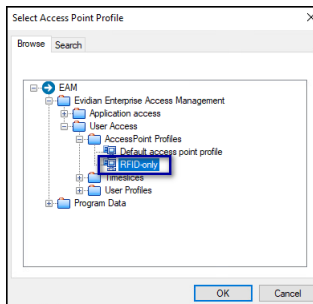 Select Access Point Profile
Browse
Search
EAM
Evidian Enterprise Access Management
Application access
User Access
AccessPoint Profiles
Default access point profile
RFID-only
Timeslices
User Profiles
Program Data
OK
Cancel